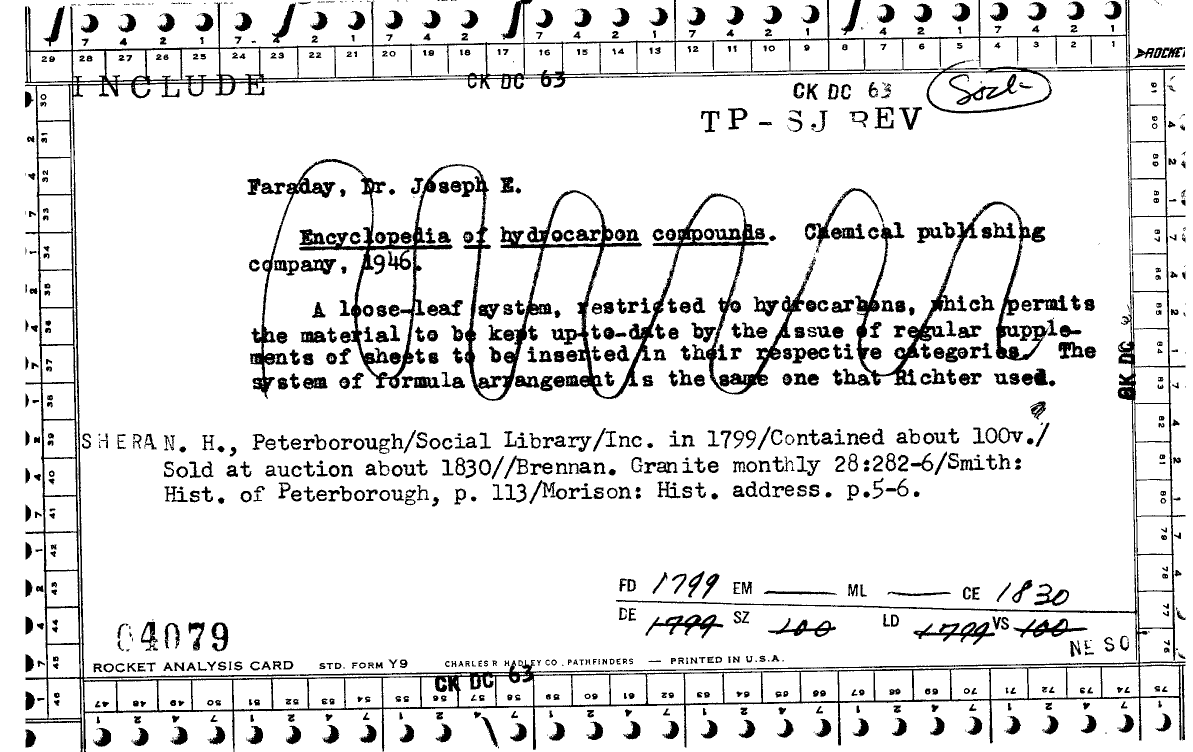 7 4 2 1 7 4 2 1 7 4 2 1 7 4 2 1 7 4 2 1 7 4 2 1 7 4 2 1
29 28 27 26 25 24 23 22 21 20 19 18 17 16 15 14 13 12 11 10 9 8 7 6 5 4 3 2 1
ROCKET
INCLUDE
CK DC 63
CK DC 63
TP-SJ REV
Faraday, Dr. Joseph E.
Encyclopedia of hydrocarbon compounds. Chemical publishing
company, 1946.
A loose-leaf system, restricted to hydrocarbons, which permits
the material to be kept up-to-date by the issue of regular supple-
ments of sheets to be inserted in their respective categories. The
system of formula arrangement is the same one that Richter used.
CK DC
SHERA N. H., Peterborough/Social Library/Inc. in 1799/Contained about 100v./
Sold at auction about 1830//Brennan. Granite monthly 28:282-6/Smith:
Hist. of Peterborough, p. 113/Morison: Hist. address. p.5-6.
FD 1799 EM ML CE 1830
DE 1799 SZ 100 LD 1799 VS 100
04079
NE SO
ROCKET ANALYSIS CARD STD. FORM Y9 CHARLES R. HADLEY CO., PATHFINDERS — PRINTED IN U.S.A.
CK DC 63
30 31 32 33 34 35 36 37 38 39 40 41 42 43 44 45 46
47 48 49 50 51 52 53 54 55 56 57 58 59 60 61 62 63 64 65 66 67 68 69 70 71 72 73 74 75
91 90 89 88 87 86 85 84 83 82 81 80 79 78 77 76